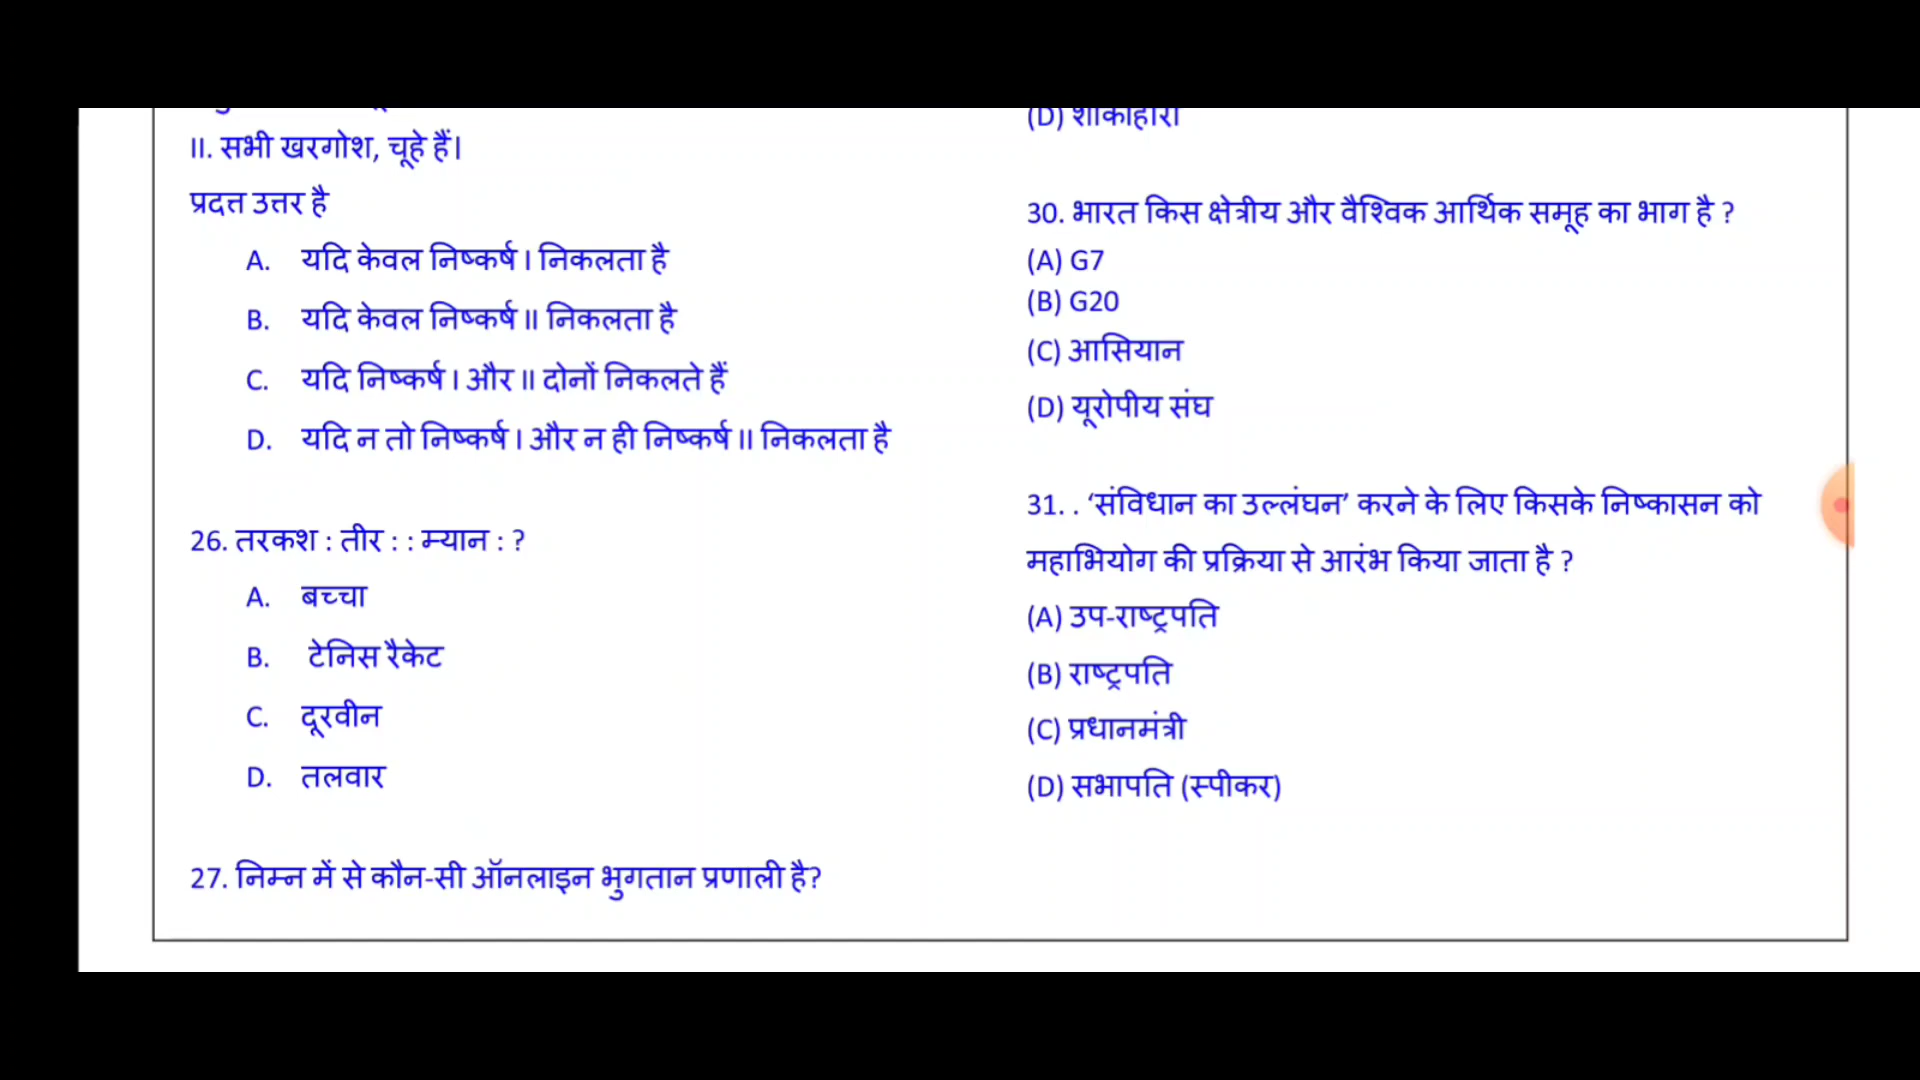 II. सभी खरगोश, चूहे हैं।
प्रदत्त उत्तर है
A. यदि केवल निष्कर्ष I निकलता है
B. यदि केवल निष्कर्ष II निकलता है
C. यदि निष्कर्ष I और II दोनों निकलते हैं
D. यदि न तो निष्कर्ष I और न ही निष्कर्ष II निकलता है
26. तरकश : तीर : : म्यान : ?
A. बच्चा
B. टेनिस रैकेट
C. दूरवीन
D. तलवार
27. निम्न में से कौन-सी ऑनलाइन भुगतान प्रणाली है?
(D) शाकाहारी
30. भारत किस क्षेत्रीय और वैश्विक आर्थिक समूह का भाग है ?
(A) G7
(B) G20
(C) आसियान
(D) यूरोपीय संघ
31. . ‘संविधान का उल्लंघन’ करने के लिए किसके निष्कासन को
महाभियोग की प्रक्रिया से आरंभ किया जाता है ?
(A) उप-राष्ट्रपति
(B) राष्ट्रपति
(C) प्रधानमंत्री
(D) सभापति (स्पीकर)